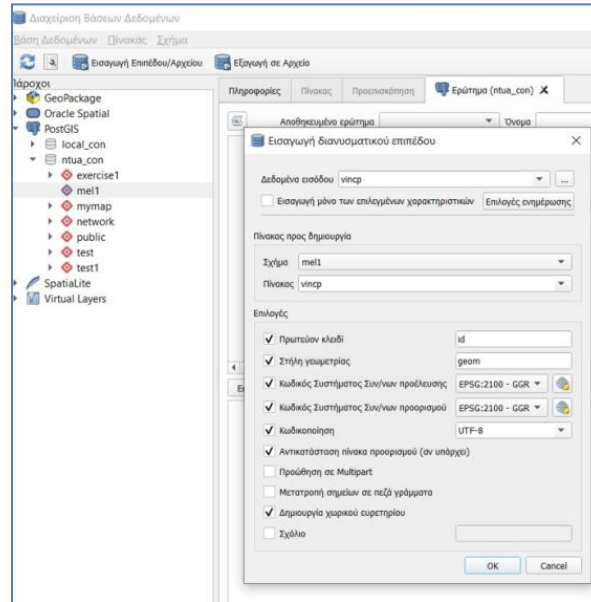 Διαχείριση Βάσεων Δεδομένων
Βάση Δεδομένων Πίνακας Σχήμα
Εισαγωγή Επιπέδου/Αρχείου Εξαγωγή σε Αρχείο
Πάροχοι
GeoPackage
Oracle Spatial
PostGIS
local_con
ntua_con
exercise1
mel1
mymap
network
public
test
test1
SpatiaLite
Virtual Layers
Πληροφορίες Πίνακας Προεπισκόπηση Ερώτημα (ntua_con) X
Αποθηκευμένο ερώτημα Όνομα
Εισαγωγή διανυσματικού επιπέδου
Δεδομένα εισόδου vincp ...
Εισαγωγή μόνο των επιλεγμένων χαρακτηριστικών Επιλογές ενημέρωσης
Πίνακας προς δημιουργία
Σχήμα mel1
Πίνακας vincp
Επιλογές
Πρωτεύον κλειδί id
Στήλη γεωμετρίας geom
Κωδικός Συστήματος Συν/νων προέλευσης EPSG:2100 - GGR
Κωδικός Συστήματος Συν/νων προορισμού EPSG:2100 - GGR
Κωδικοποίηση UTF-8
Αντικατάσταση πίνακα προορισμού (αν υπάρχει)
Προώθηση σε Multipart
Μετατροπή σημείων σε πεζά γράμματα
Δημιουργία χωρικού ευρετηρίου
Σχόλιο
OK Cancel